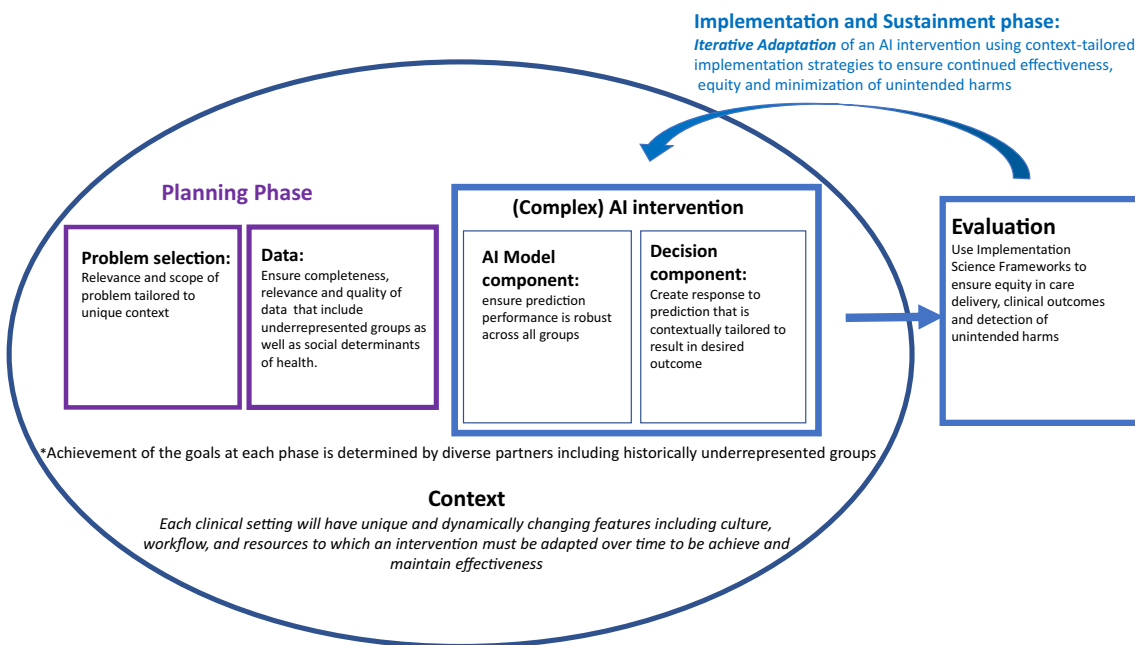 Implementation and Sustainment phase:
Iterative Adaptation of an AI intervention using context-tailored
implementation strategies to ensure continued effectiveness,
equity and minimization of unintended harms
Planning Phase
Problem selection:
Relevance and scope of
problem tailored to
unique context
Data:
Ensure completeness,
relevance and quality of
data that include
underrepresented groups as
well as social determinants
of health.
(Complex) AI intervention
AI Model
component:
ensure prediction
performance is robust
across all groups
Decision
component:
Create response to
prediction that is
contextually tailored to
result in desired
outcome
Evaluation
Use Implementation
Science Frameworks to
ensure equity in care
delivery, clinical outcomes
and detection of
unintended harms
*Achievement of the goals at each phase is determined by diverse partners including historically underrepresented groups
Context
Each clinical setting will have unique and dynamically changing features including culture,
workflow, and resources to which an intervention must be adapted over time to be achieve and
maintain effectiveness